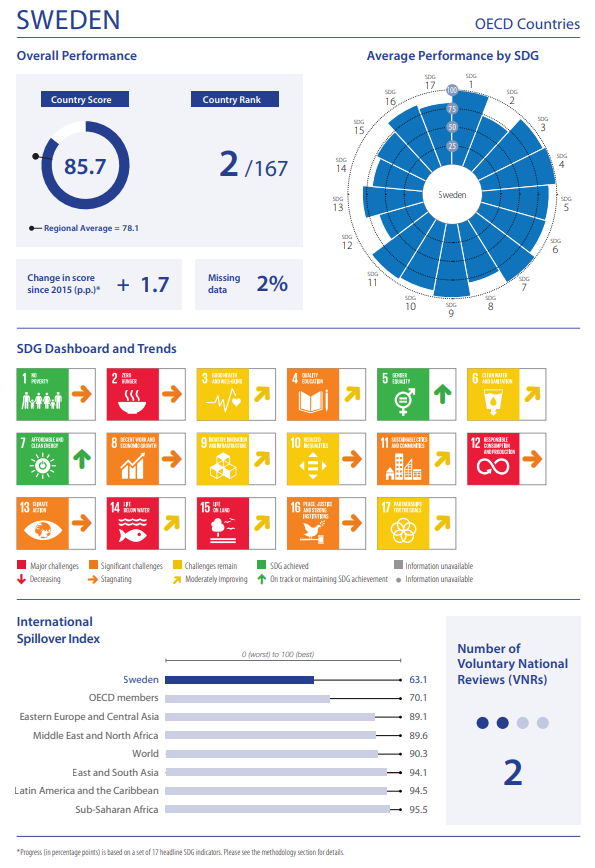 SWEDEN
OECD Countries
Overall Performance
Country Score
85.7
Regional Average = 78.1
Country Rank
2 /167
Change in score
since 2015 (p.p.)*
+ 1.7
Missing
data
2%
Average Performance by SDG
SDG
1
SDG
2
SDG
3
SDG
4
SDG
5
SDG
6
SDG
7
SDG
8
SDG
9
SDG
10
SDG
11
SDG
12
SDG
13
SDG
14
SDG
15
SDG
16
SDG
17
100
75
50
25
Sweden
SDG Dashboard and Trends
1 NO
POVERTY
2 ZERO
HUNGER
3 GOOD HEALTH
AND WELL-BEING
4 QUALITY
EDUCATION
5 GENDER
EQUALITY
6 CLEAN WATER
AND SANITATION
7 AFFORDABLE AND
CLEAN ENERGY
8 DECENT WORK AND
ECONOMIC GROWTH
9 INDUSTRY, INNOVATION
AND INFRASTRUCTURE
10 REDUCED
INEQUALITIES
11 SUSTAINABLE CITIES
AND COMMUNITIES
12 RESPONSIBLE
CONSUMPTION
AND PRODUCTION
13 CLIMATE
ACTION
14 LIFE
BELOW WATER
15 LIFE
ON LAND
16 PEACE, JUSTICE
AND STRONG
INSTITUTIONS
17 PARTNERSHIPS
FOR THE GOALS
Major challenges
Significant challenges
Challenges remain
SDG achieved
Information unavailable
Decreasing
Stagnating
Moderately improving
On track or maintaining SDG achievement
Information unavailable
International
Spillover Index
0 (worst) to 100 (best)
Sweden 63.1
OECD members 70.1
Eastern Europe and Central Asia 89.1
Middle East and North Africa 89.6
World 90.3
East and South Asia 94.1
Latin America and the Caribbean 94.5
Sub-Saharan Africa 95.5
Number of
Voluntary National
Reviews (VNRs)
2
*Progress (in percentage points) is based on a set of 17 headline SDG indicators. Please see the methodology section for details.